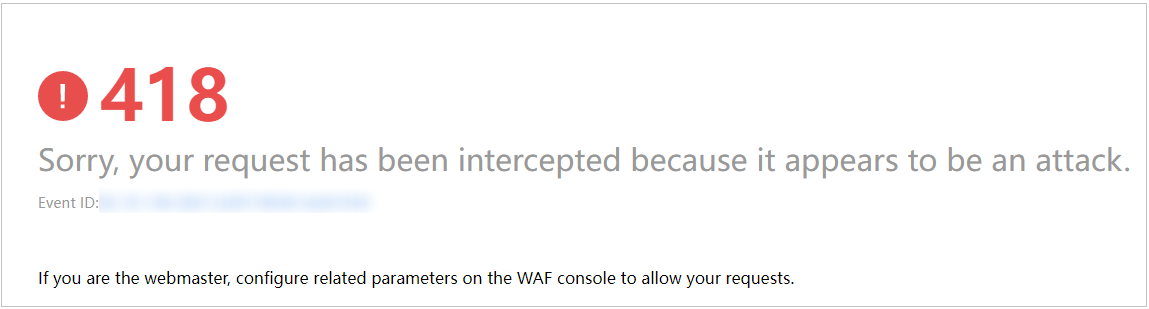 ! 418
Sorry, your request has been intercepted because it appears to be an attack.
Event ID:
If you are the webmaster, configure related parameters on the WAF console to allow your requests.